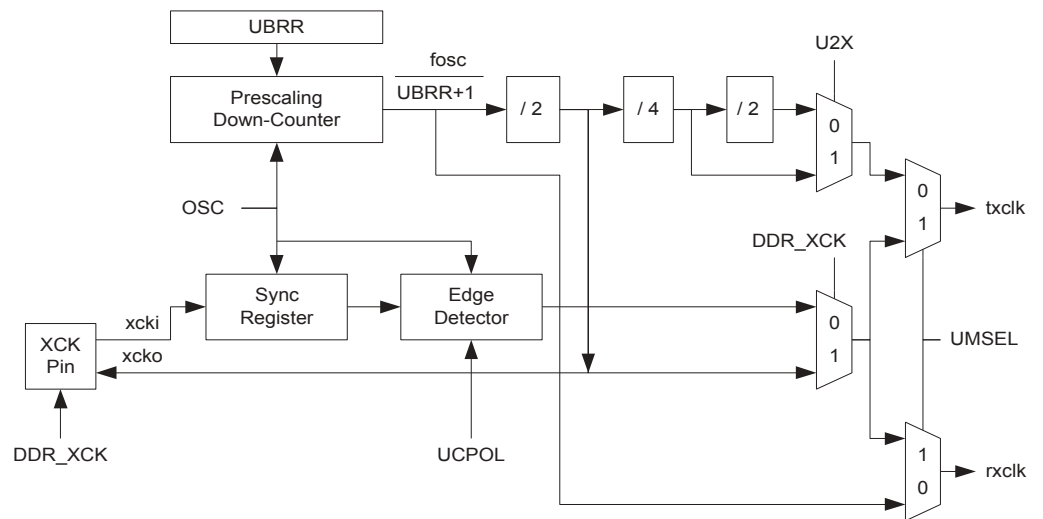 UBRR
U2X
fosc
UBRR+1
Prescaling
Down-Counter
/ 2
/ 4
/ 2
0
1
OSC
0
1
txclk
DDR_XCK
Sync
Register
Edge
Detector
0
1
xcki
xcko
XCK
Pin
UMSEL
DDR_XCK
UCPOL
1
0
rxclk